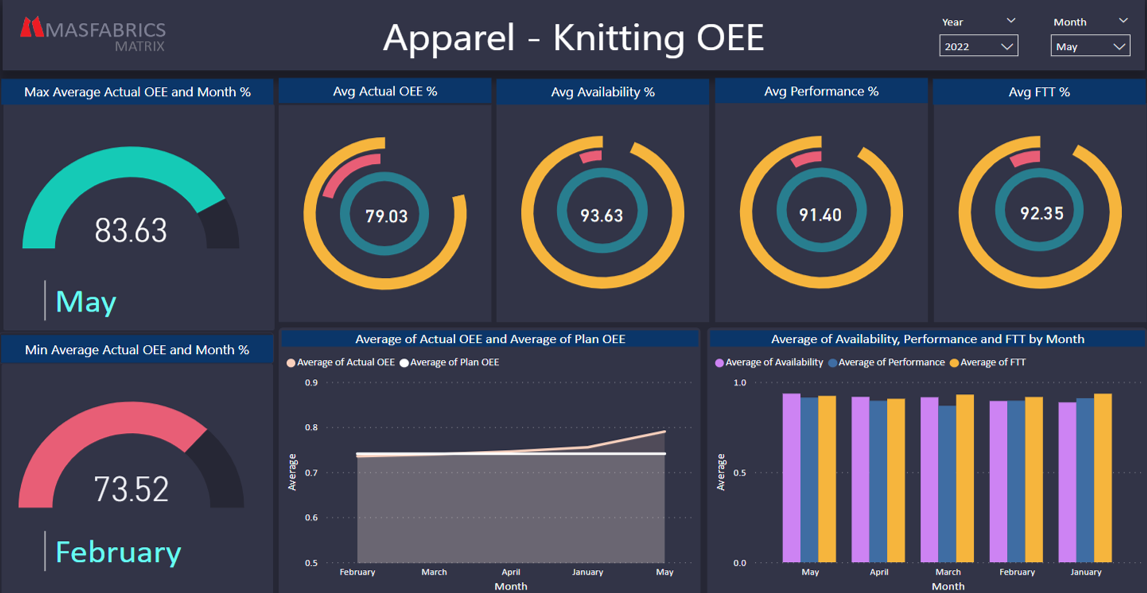 MASFABRICS
MATRIX
Apparel - Knitting OEE
Year
2022
Month
May
Max Average Actual OEE and Month %
83.63
May
Min Average Actual OEE and Month %
73.52
February
Avg Actual OEE %
79.03
Avg Availability %
93.63
Avg Performance %
91.40
Avg FTT %
92.35
Average of Actual OEE and Average of Plan OEE
Average of Actual OEE Average of Plan OEE
0.9
0.8
0.7
0.6
0.5
Average
February March April January May
Month
Average of Availability, Performance and FTT by Month
Average of Availability Average of Performance Average of FTT
1.0
0.5
0.0
Average
May April March February January
Month